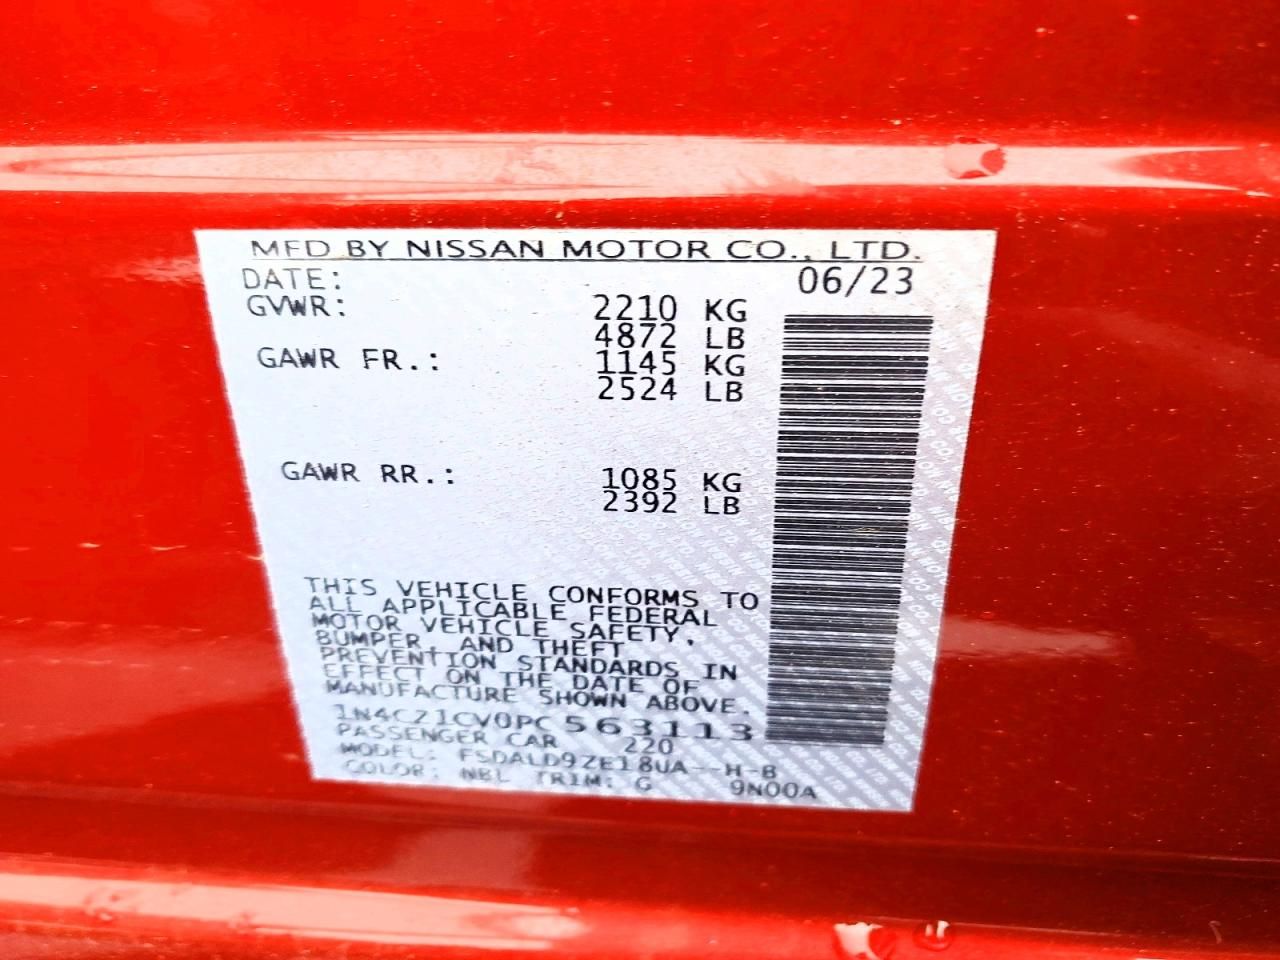 MFD BY NISSAN MOTOR CO., LTD.
DATE: 06/23
GVWR: 2210 KG
4872 LB
GAWR FR.: 1145 KG
2524 LB
GAWR RR.: 1085 KG
2392 LB
THIS VEHICLE CONFORMS TO
ALL APPLICABLE FEDERAL
MOTOR VEHICLE SAFETY,
BUMPER, AND THEFT
PREVENTION STANDARDS IN
EFFECT ON THE DATE OF
MANUFACTURE SHOWN ABOVE.
1N4CZ1CV0PC563113
PASSENGER CAR 220
MODEL: FSDALD9ZE18UA--H-B
COLOR: NBL TRIM: G 9N00A